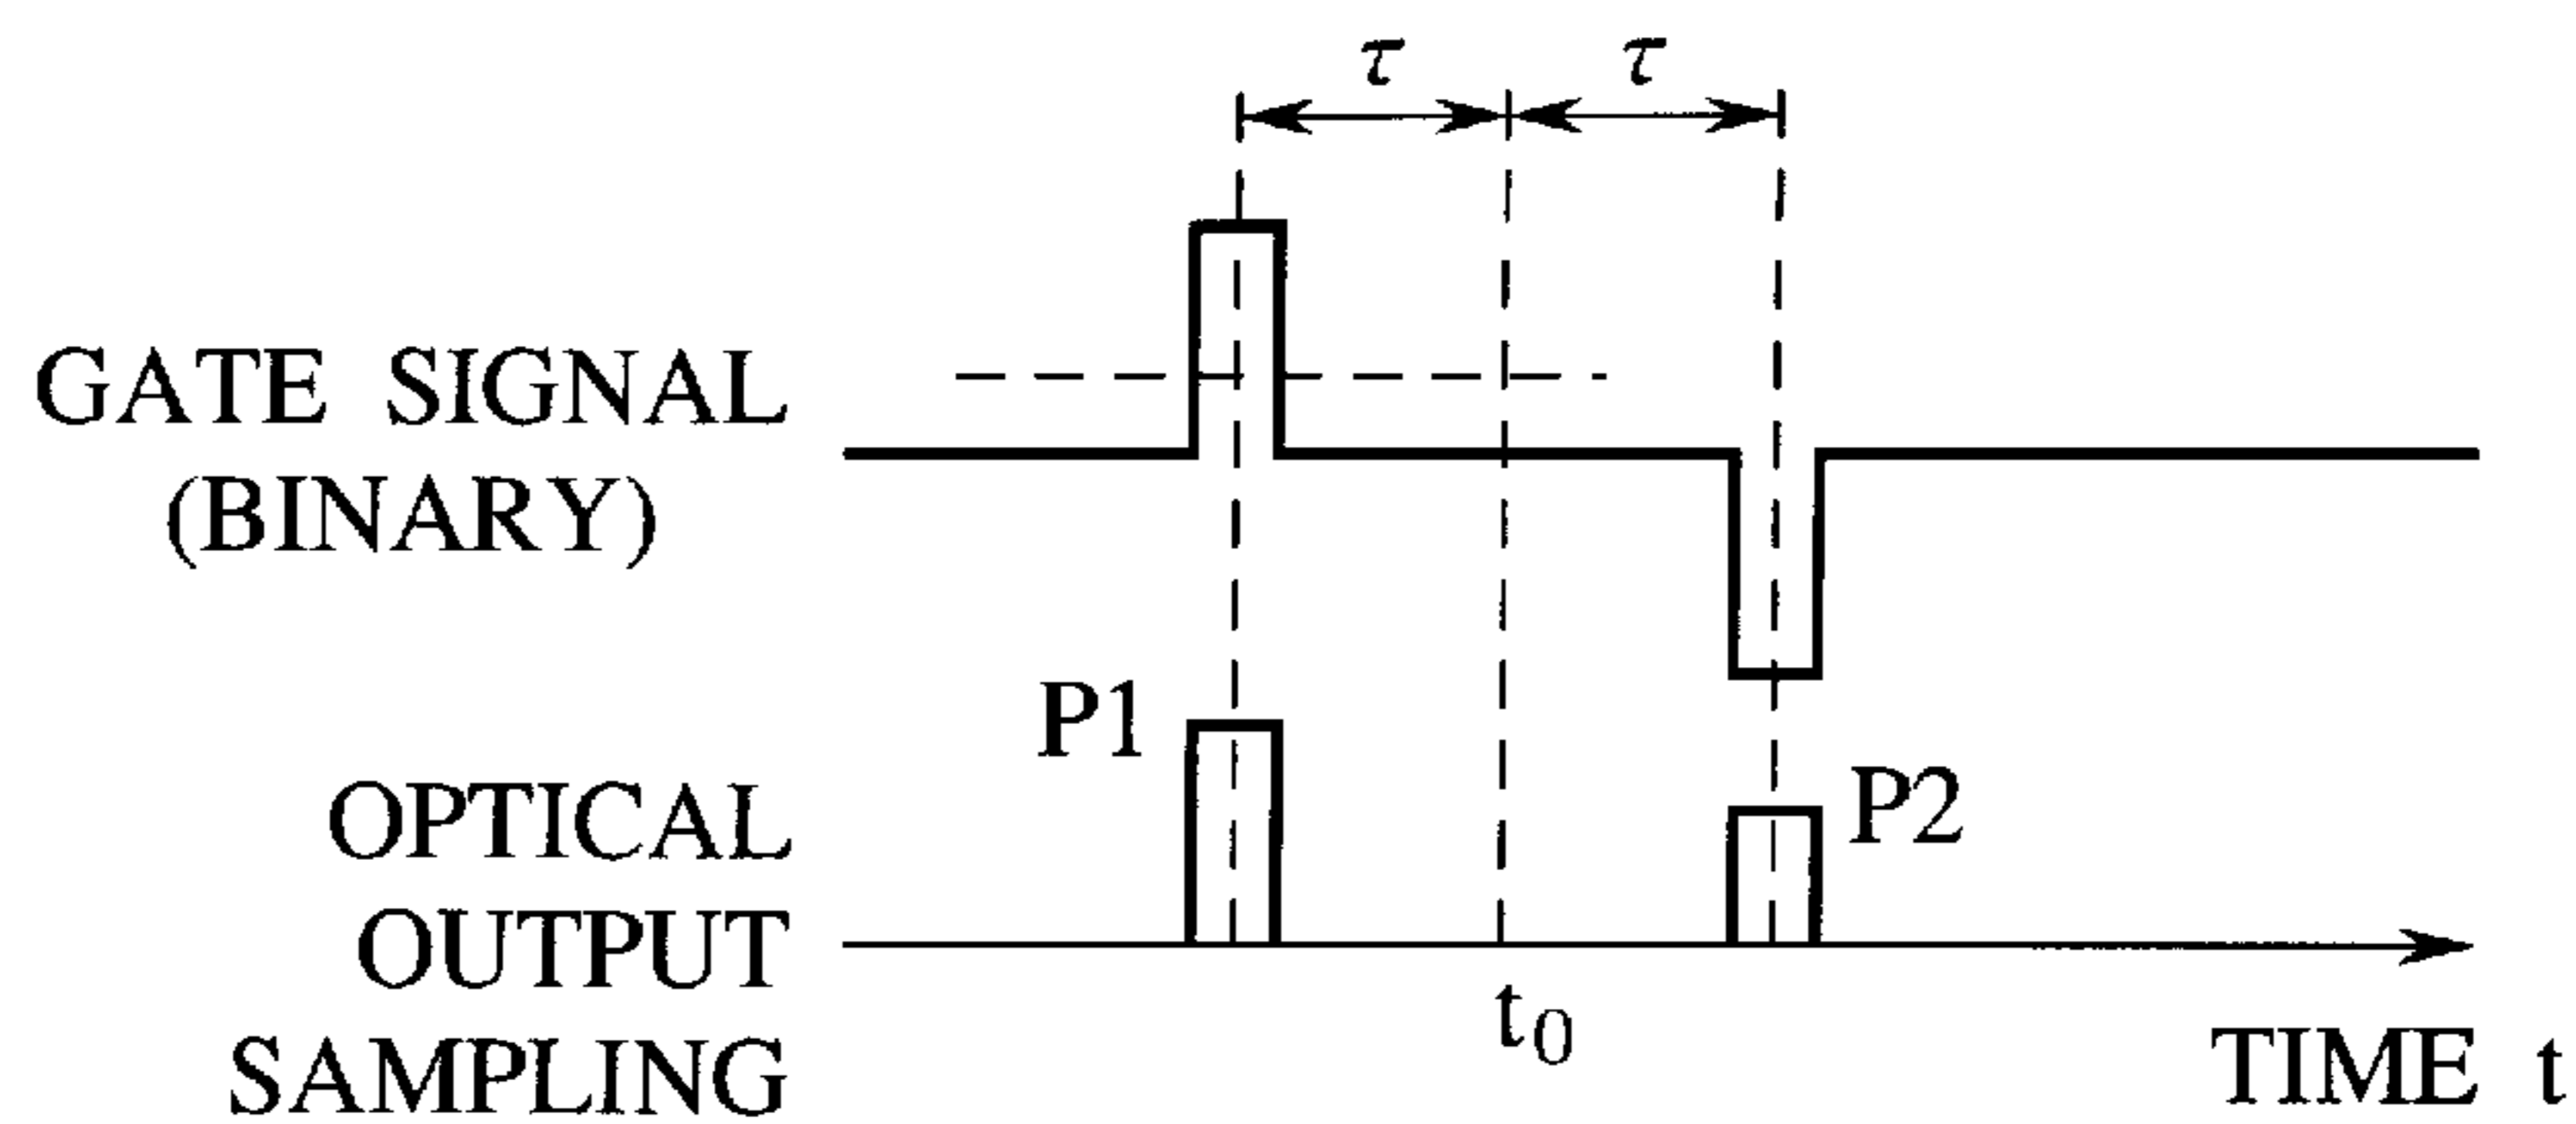 τ τ
GATE SIGNAL
(BINARY)
P1
P2
OPTICAL
OUTPUT
SAMPLING
t₀
TIME t